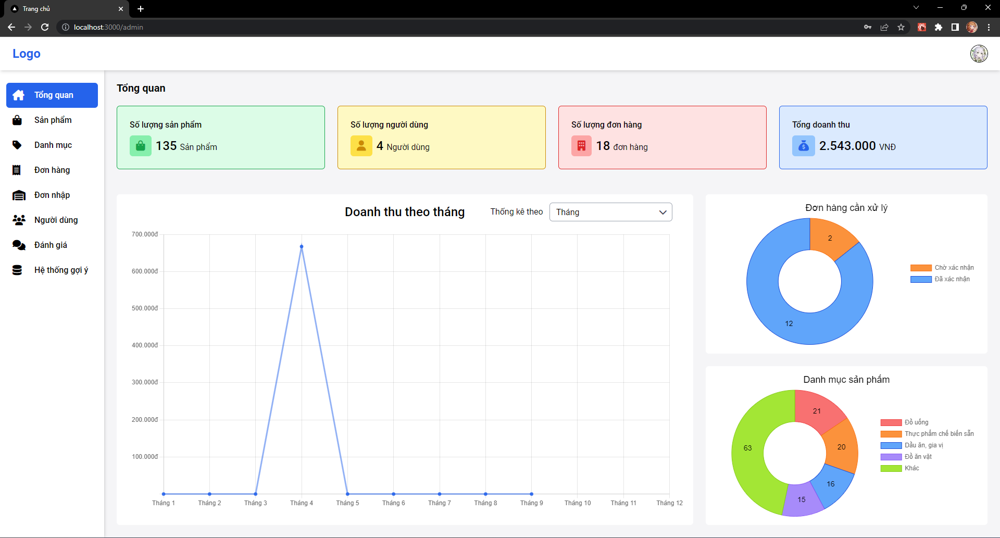 Trang chủ
localhost:3000/admin
Logo
Tổng quan
Sản phẩm
Danh mục
Đơn hàng
Đơn nhập
Người dùng
Đánh giá
Hệ thống gợi ý
Tổng quan
Số lượng sản phẩm
135 Sản phẩm
Số lượng người dùng
4 Người dùng
Số lượng đơn hàng
18 đơn hàng
Tổng doanh thu
2.543.000 VNĐ
Doanh thu theo tháng
Thống kê theo
Tháng
700.000đ
600.000đ
500.000đ
400.000đ
300.000đ
200.000đ
100.000đ
Tháng 1 Tháng 2 Tháng 3 Tháng 4 Tháng 5 Tháng 6 Tháng 7 Tháng 8 Tháng 9 Tháng 10 Tháng 11 Tháng 12
Đơn hàng cần xử lý
2
12
Chờ xác nhận
Đã xác nhận
Danh mục sản phẩm
21
20
16
15
63
Đồ uống
Thực phẩm chế biến sẵn
Dầu ăn, gia vị
Đồ ăn vặt
Khác